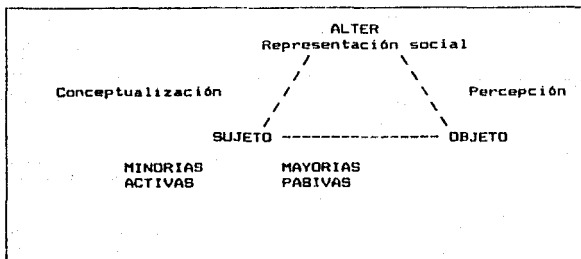 ALTER
Representación social
Conceptualización Percepción
SUJETO ------------------ OBJETO
MINORIAS MAYORIAS
ACTIVAS PASIVAS